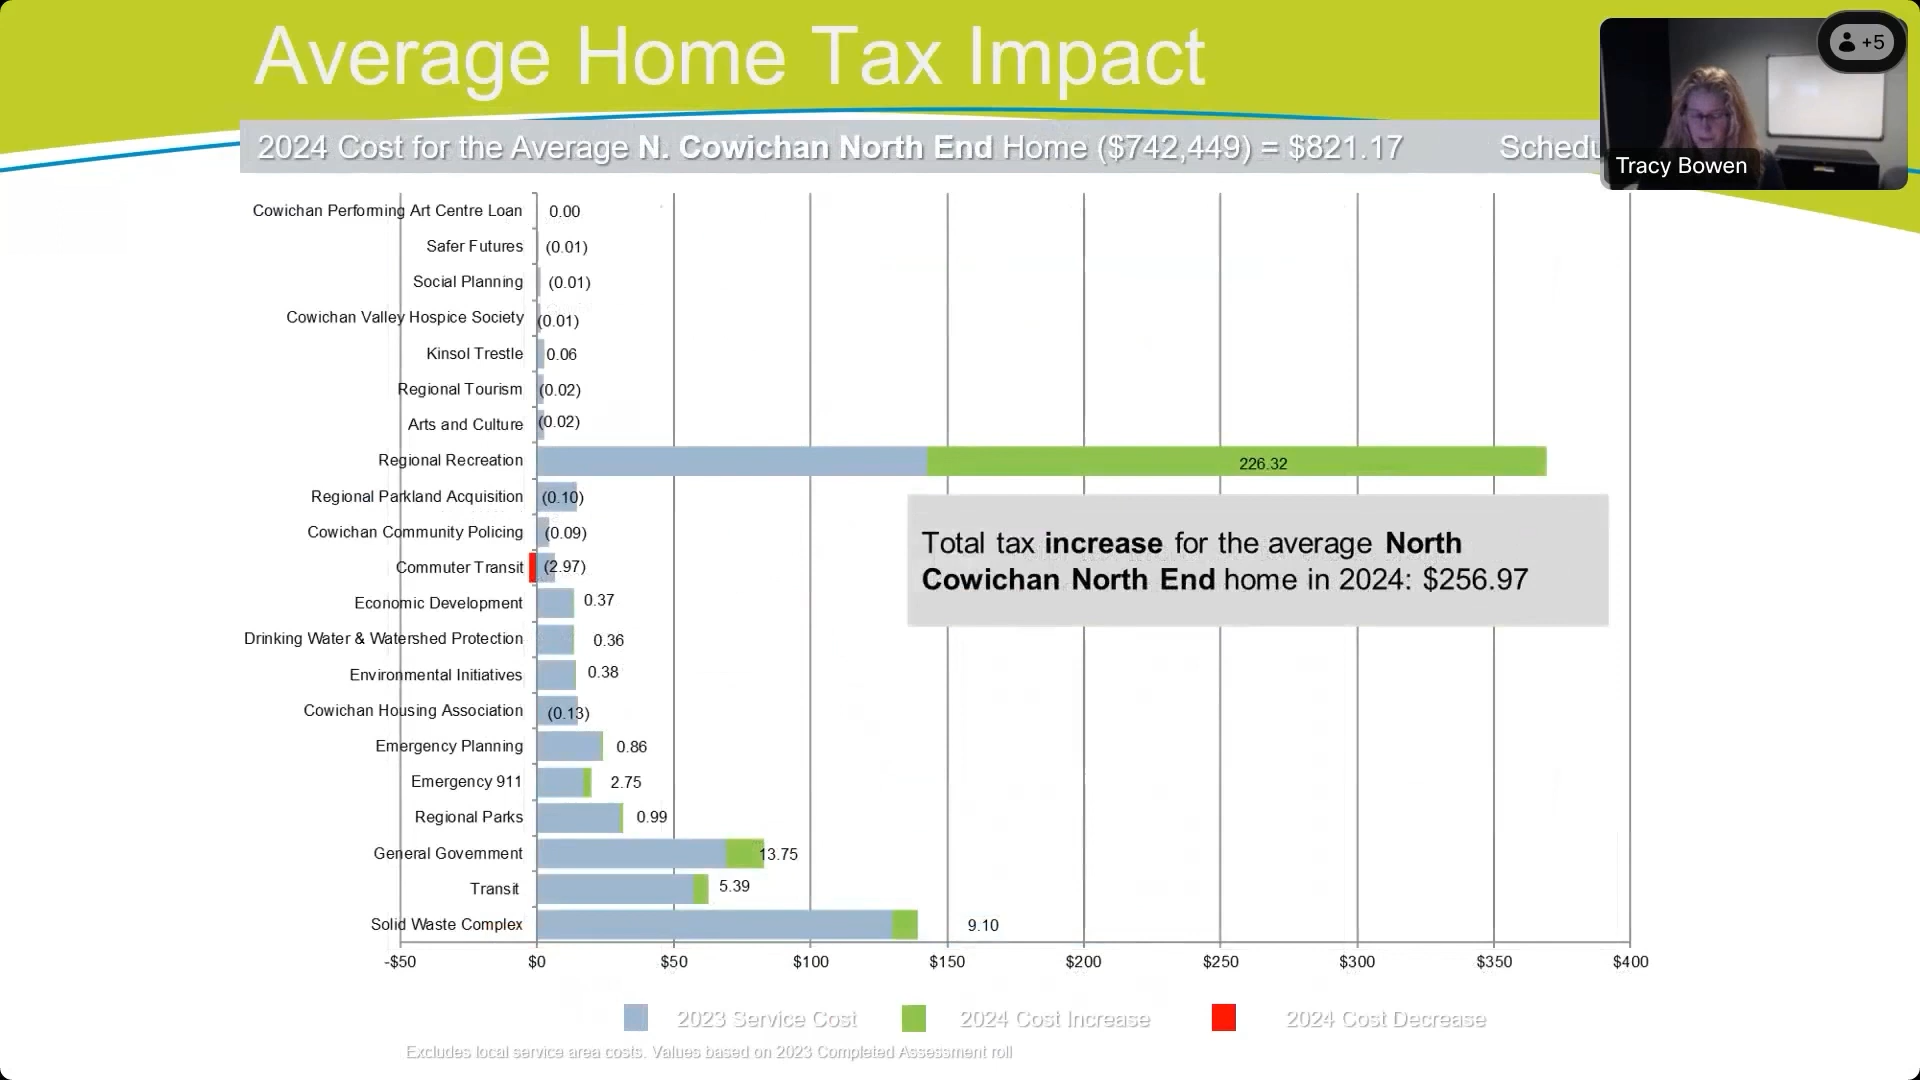 Average Home Tax Impact
+5
2024 Cost for the Average N. Cowichan North End Home ($742,449) = $821.17
Schedu
Tracy Bowen
Cowichan Performing Art Centre Loan 0.00
Safer Futures (0.01)
Social Planning (0.01)
Cowichan Valley Hospice Society (0.01)
Kinsol Trestle 0.06
Regional Tourism (0.02)
Arts and Culture (0.02)
Regional Recreation 226.32
Regional Parkland Acquisition (0.10)
Cowichan Community Policing (0.09)
Commuter Transit (2.97)
Economic Development 0.37
Drinking Water & Watershed Protection 0.36
Environmental Initiatives 0.38
Cowichan Housing Association (0.13)
Emergency Planning 0.86
Emergency 911 2.75
Regional Parks 0.99
General Government 13.75
Transit 5.39
Solid Waste Complex 9.10
Total tax increase for the average North
Cowichan North End home in 2024: $256.97
-$50 $0 $50 $100 $150 $200 $250 $300 $350 $400
2023 Service Cost 2024 Cost Increase 2024 Cost Decrease
Excludes local service area costs. Values based on 2023 Completed Assessment roll